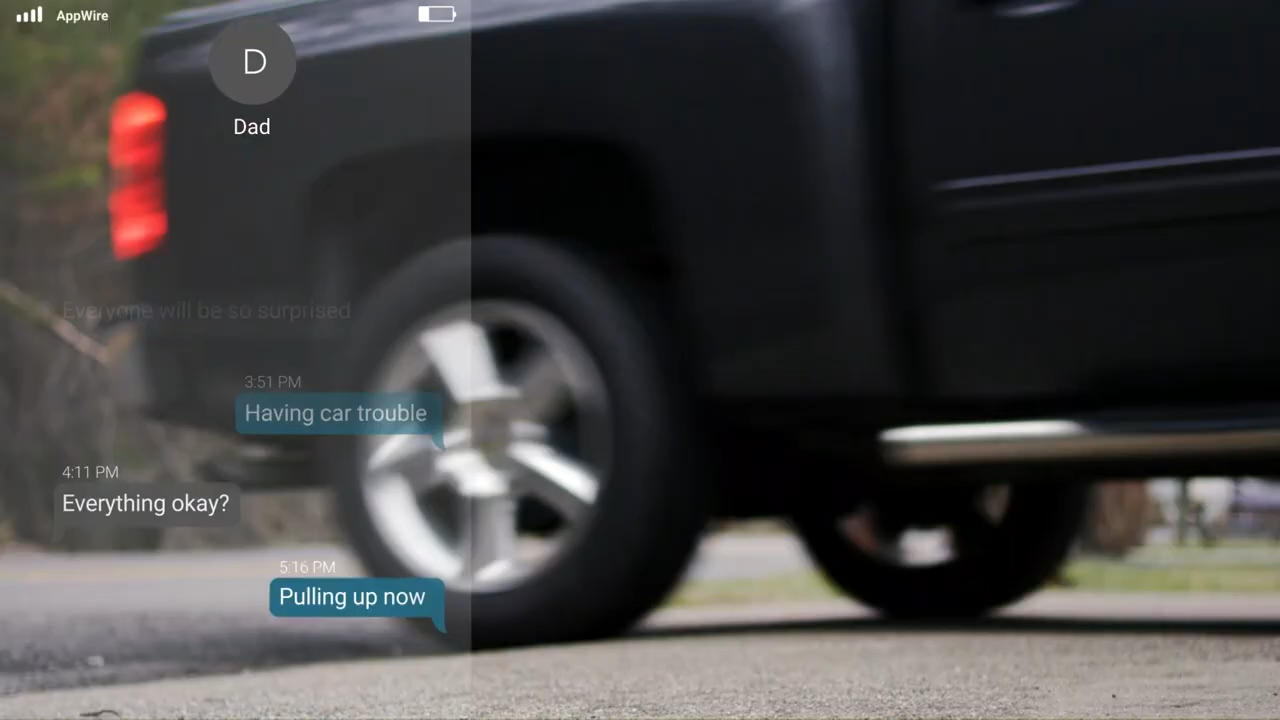 AppWire
D
Dad
Everyone will be so surprised
3:51 PM
Having car trouble
4:11 PM
Everything okay?
5:16 PM
Pulling up now